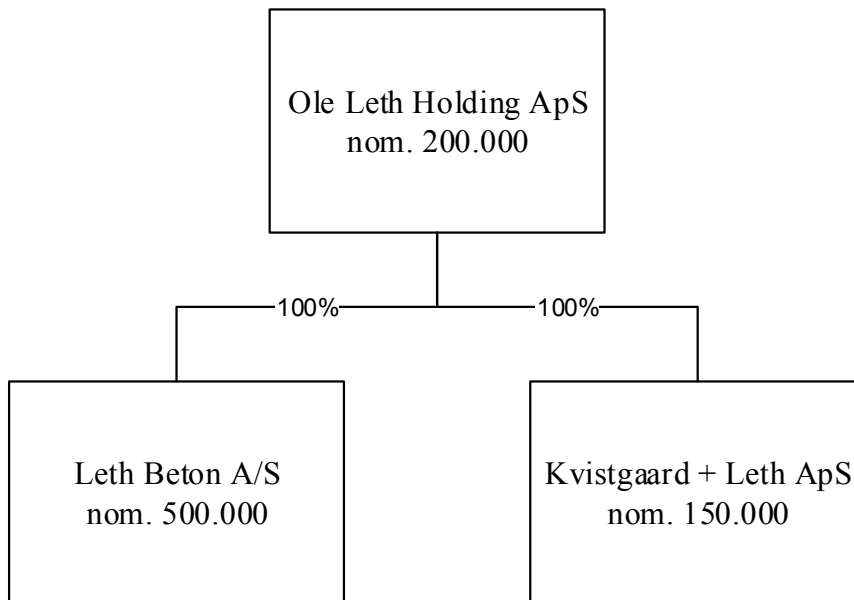 Ole Leth Holding ApS
nom. 200.000
100%
100%
Leth Beton A/S
nom. 500.000
Kvistgaard + Leth ApS
nom. 150.000